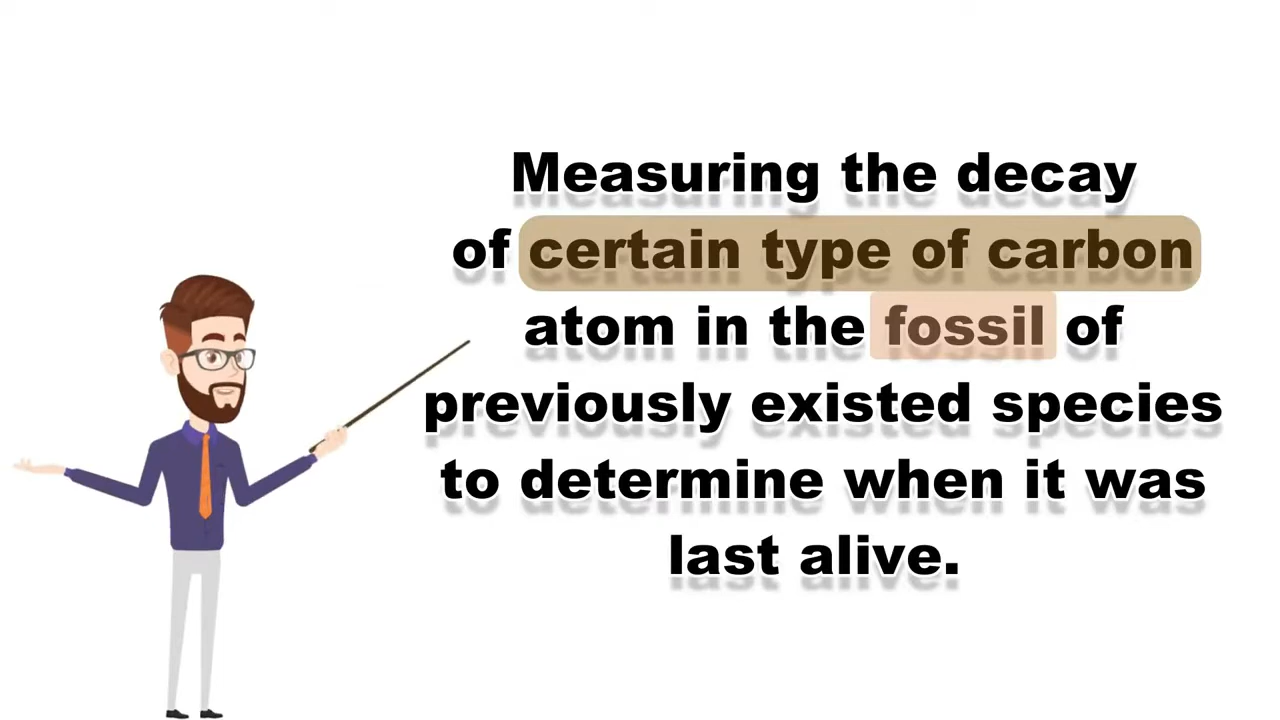 Measuring the decay
of certain type of carbon
atom in the fossil of
previously existed species
to determine when it was
last alive.